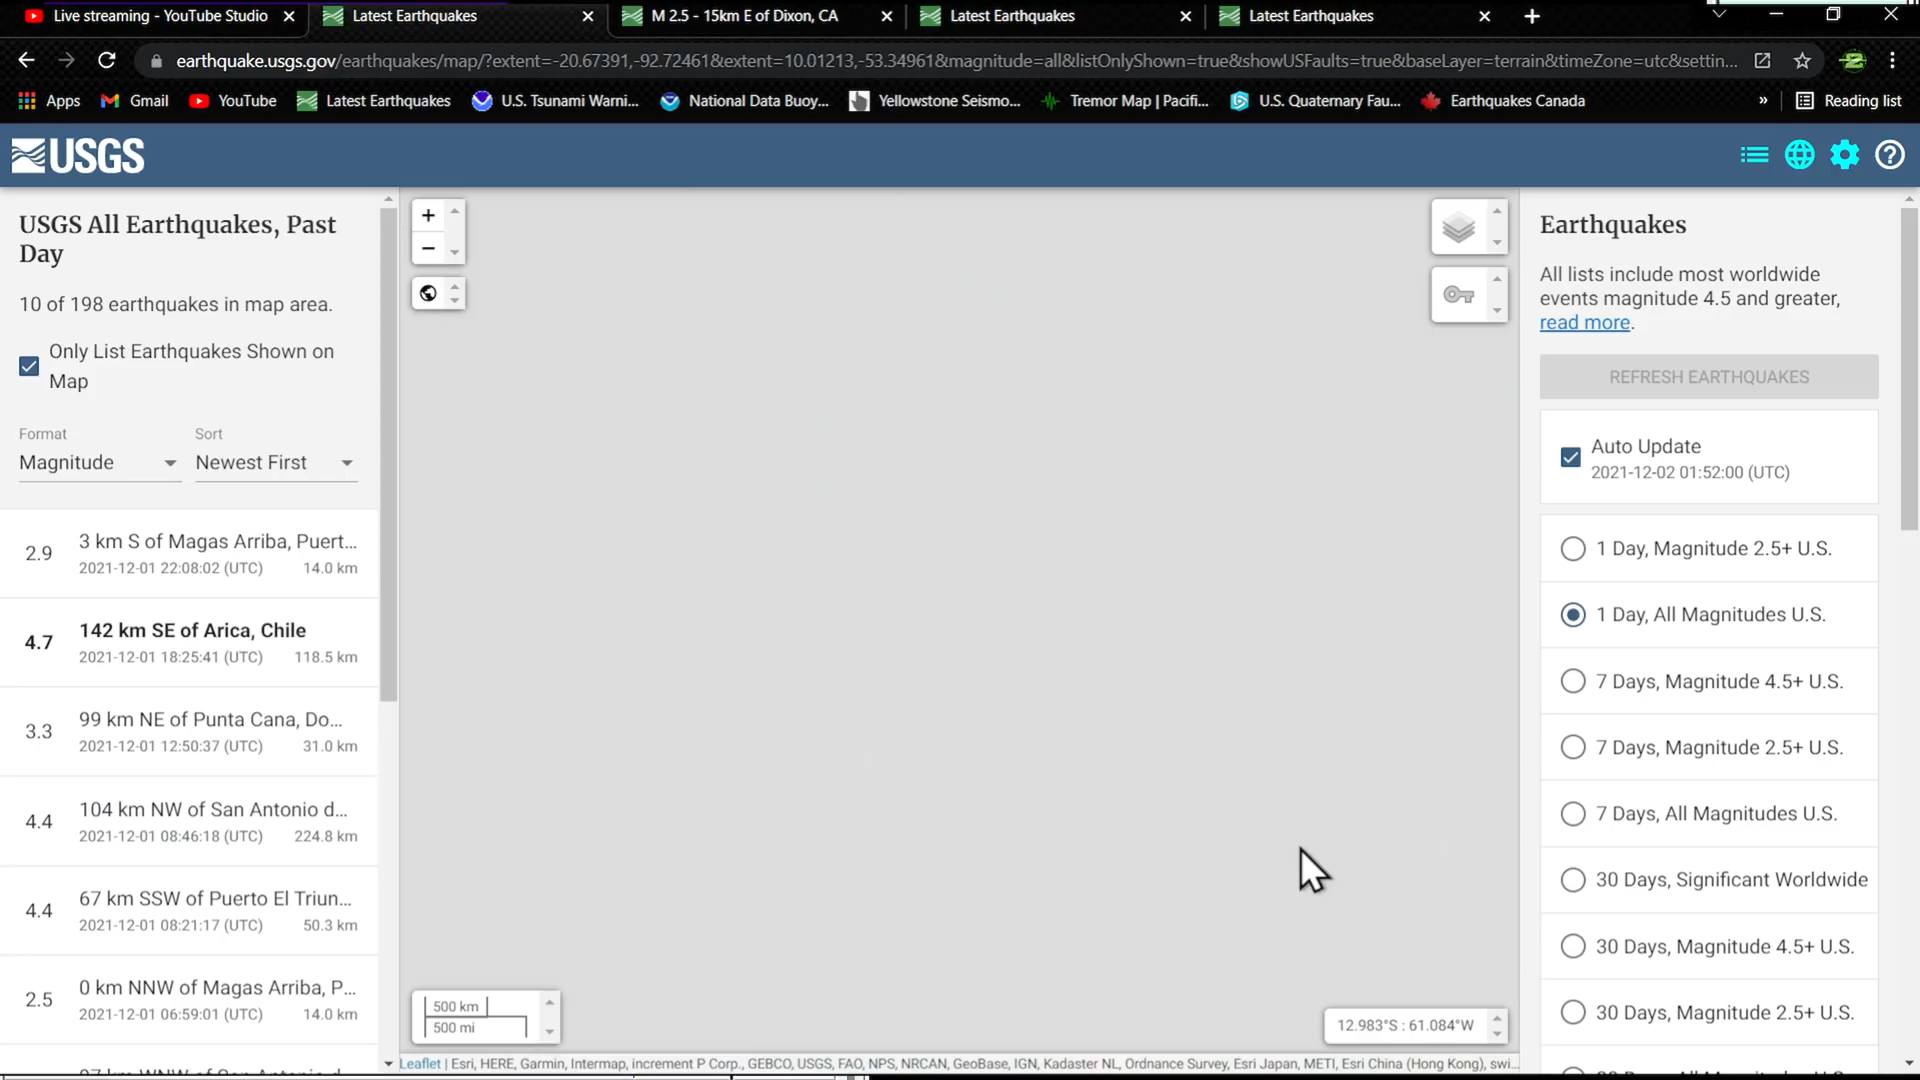 Live streaming - YouTube Studio
Latest Earthquakes
M 2.5 - 15km E of Dixon, CA
Latest Earthquakes
Latest Earthquakes
earthquake.usgs.gov/earthquakes/map/?extent=-20.67391,-92.72461&extent=10.01213,-53.34961&magnitude=all&listOnlyShown=true&showUSFaults=true&baseLayer=terrain&timeZone=utc&settin...
Apps
Gmail
YouTube
Latest Earthquakes
U.S. Tsunami Warni...
National Data Buoy...
Yellowstone Seismo...
Tremor Map | Pacifi...
U.S. Quaternary Fau...
Earthquakes Canada
»
Reading list
USGS
USGS All Earthquakes, Past
Day
10 of 198 earthquakes in map area.
Only List Earthquakes Shown on
Map
Format
Sort
Magnitude
Newest First
2.9
3 km S of Magas Arriba, Puert...
2021-12-01 22:08:02 (UTC) 14.0 km
4.7
142 km SE of Arica, Chile
2021-12-01 18:25:41 (UTC) 118.5 km
3.3
99 km NE of Punta Cana, Do...
2021-12-01 12:50:37 (UTC) 31.0 km
4.4
104 km NW of San Antonio d...
2021-12-01 08:46:18 (UTC) 224.8 km
4.4
67 km SSW of Puerto El Triun...
2021-12-01 08:21:17 (UTC) 50.3 km
2.5
0 km NNW of Magas Arriba, P...
2021-12-01 06:59:01 (UTC) 14.0 km
+
−
500 km
500 mi
12.983°S : 61.084°W
Leaflet | Esri, HERE, Garmin, Intermap, increment P Corp., GEBCO, USGS, FAO, NPS, NRCAN, GeoBase, IGN, Kadaster NL, Ordnance Survey, Esri Japan, METI, Esri China (Hong Kong), swi...
Earthquakes
All lists include most worldwide
events magnitude 4.5 and greater,
read more.
REFRESH EARTHQUAKES
Auto Update
2021-12-02 01:52:00 (UTC)
1 Day, Magnitude 2.5+ U.S.
1 Day, All Magnitudes U.S.
7 Days, Magnitude 4.5+ U.S.
7 Days, Magnitude 2.5+ U.S.
7 Days, All Magnitudes U.S.
30 Days, Significant Worldwide
30 Days, Magnitude 4.5+ U.S.
30 Days, Magnitude 2.5+ U.S.